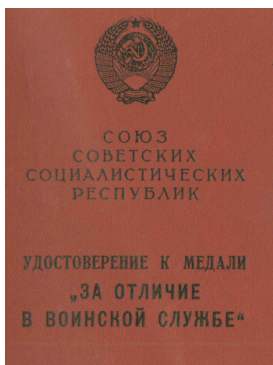 СОЮЗ
СОВЕТСКИХ
СОЦИАЛИСТИЧЕСКИХ
РЕСПУБЛИК
УДОСТОВЕРЕНИЕ К МЕДАЛИ
„ЗА ОТЛИЧИЕ
В ВОИНСКОЙ СЛУЖБЕ“